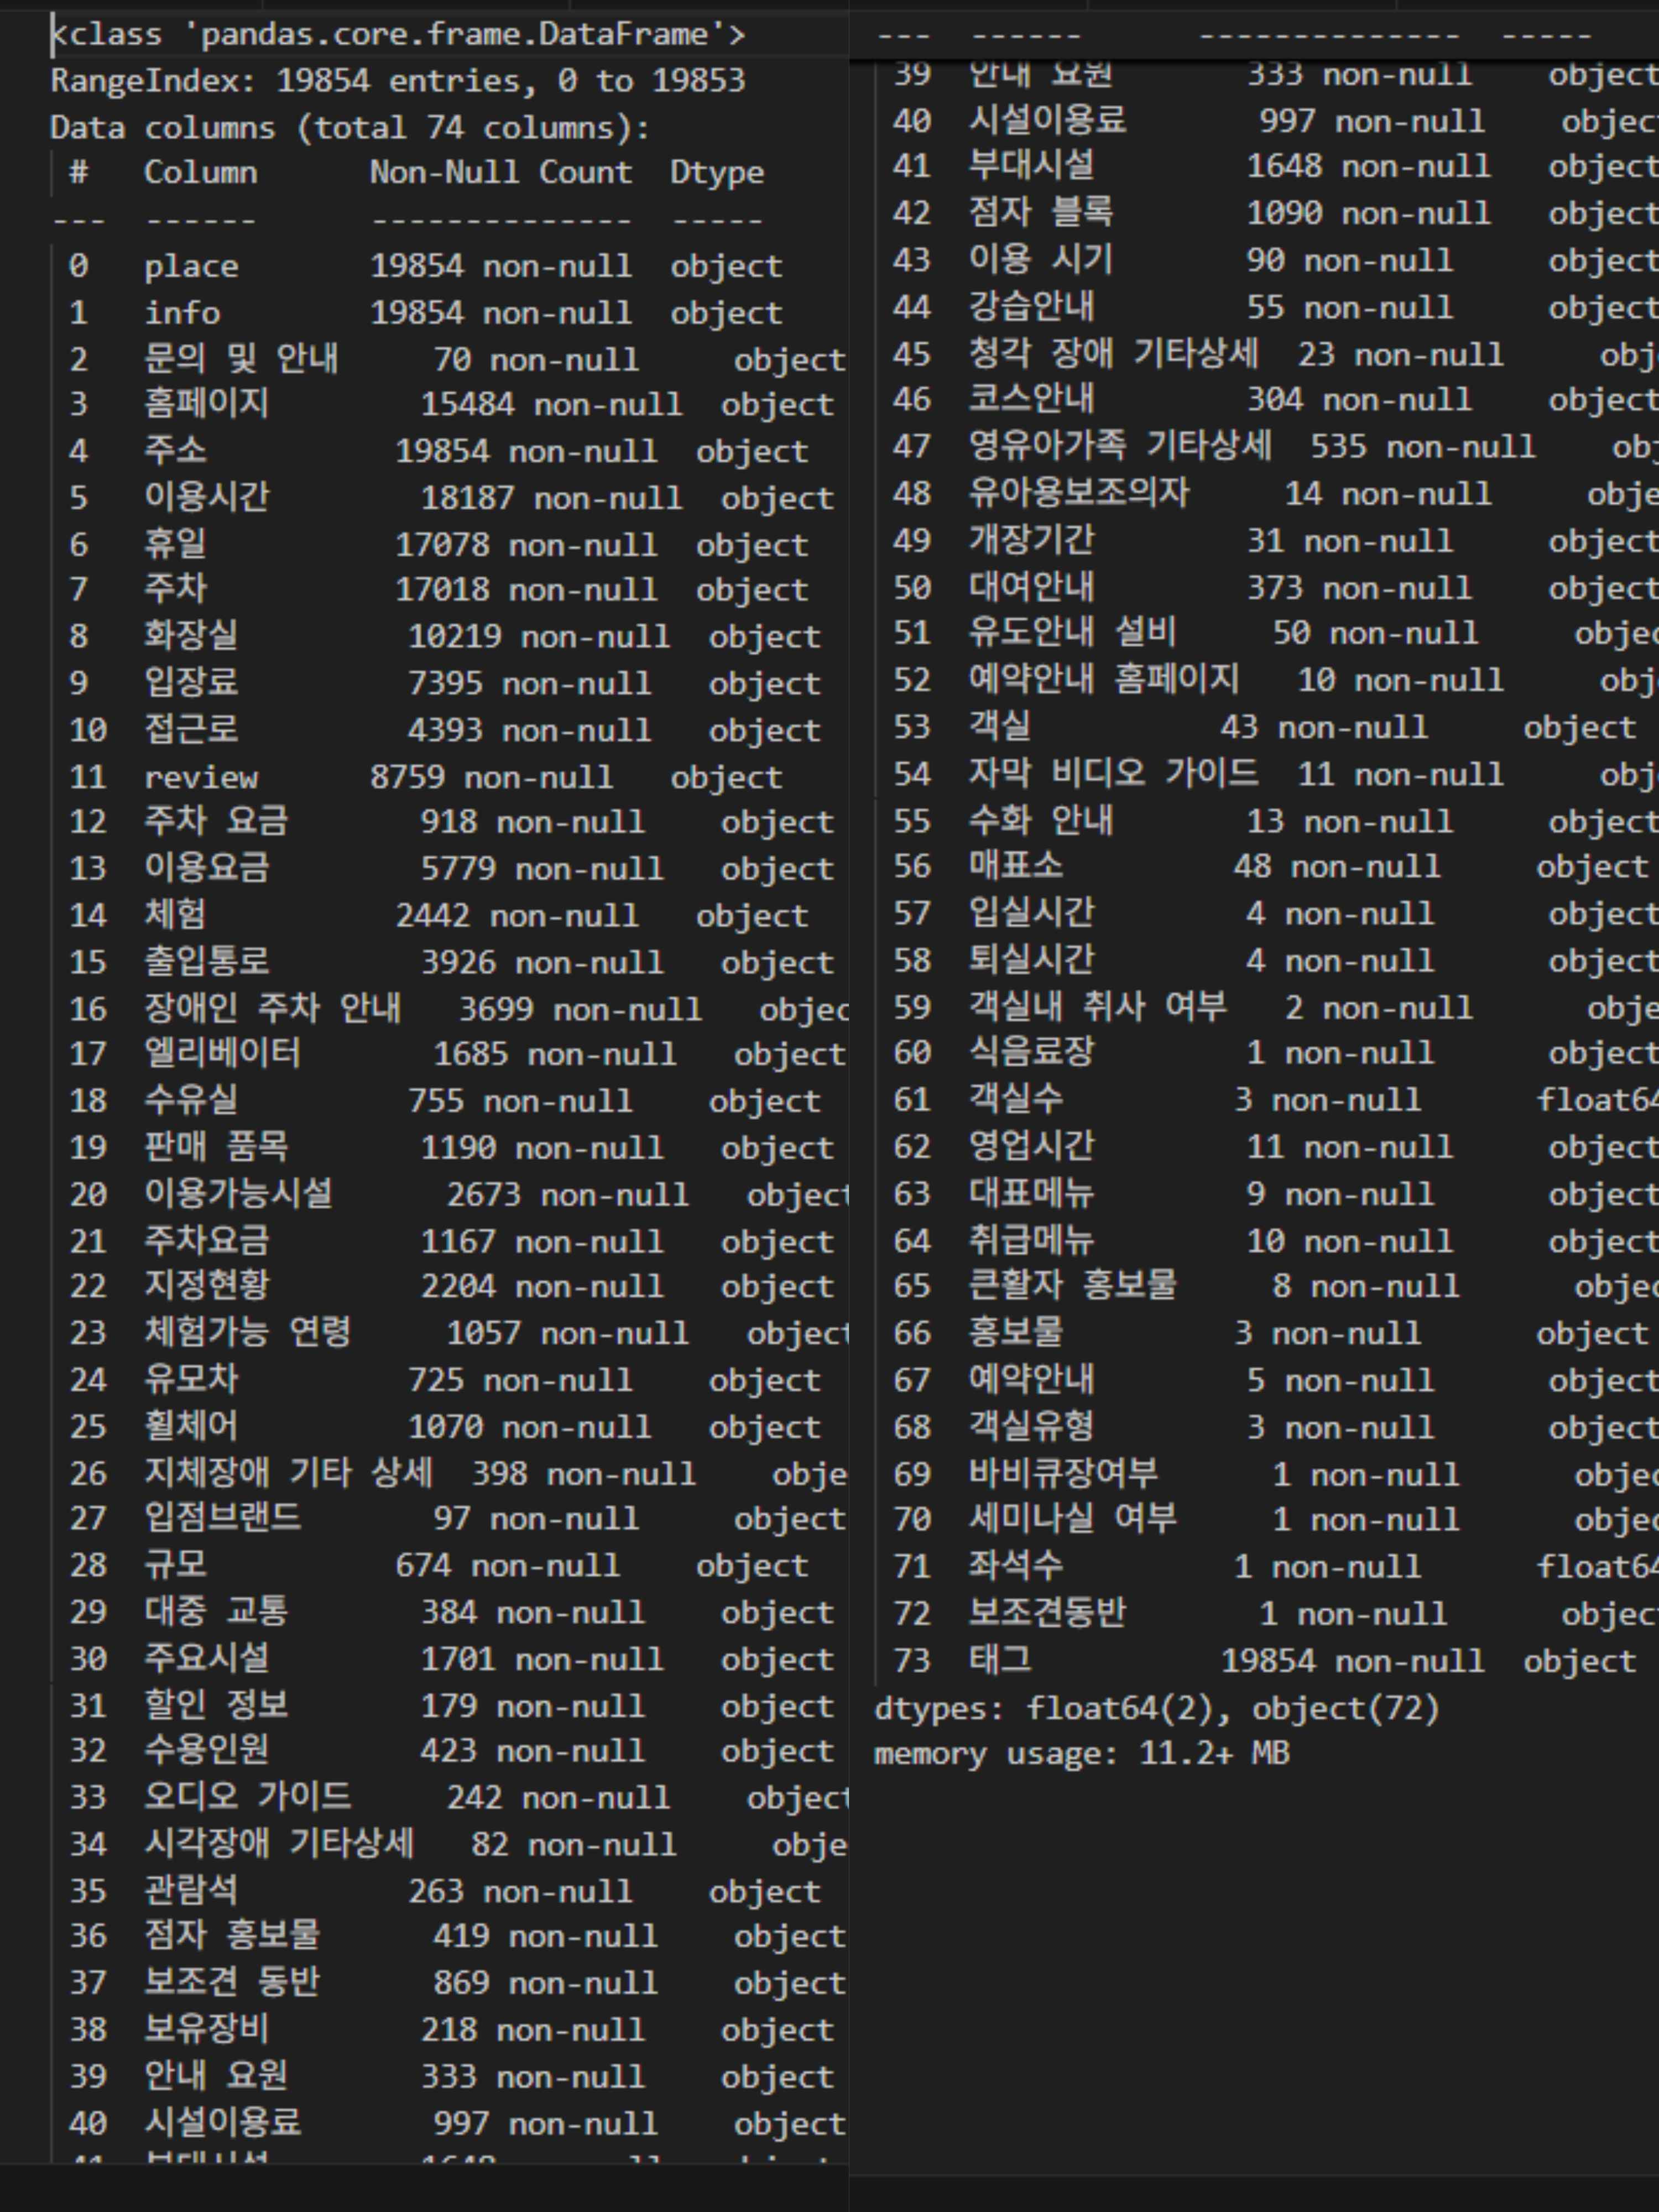 <class 'pandas.core.frame.DataFrame'>
RangeIndex: 19854 entries, 0 to 19853
Data columns (total 74 columns):
# Column Non-Null Count Dtype
--- ------ -------------- -----
0 place 19854 non-null object
1 info 19854 non-null object
2 문의 및 안내 70 non-null object
3 홈페이지 15484 non-null object
4 주소 19854 non-null object
5 이용시간 18187 non-null object
6 휴일 17078 non-null object
7 주차 17018 non-null object
8 화장실 10219 non-null object
9 입장료 7395 non-null object
10 접근로 4393 non-null object
11 review 8759 non-null object
12 주차 요금 918 non-null object
13 이용요금 5779 non-null object
14 체험 2442 non-null object
15 출입통로 3926 non-null object
16 장애인 주차 안내 3699 non-null objec
17 엘리베이터 1685 non-null object
18 수유실 755 non-null object
19 판매 품목 1190 non-null object
20 이용가능시설 2673 non-null object
21 주차요금 1167 non-null object
22 지정현황 2204 non-null object
23 체험가능 연령 1057 non-null object
24 유모차 725 non-null object
25 휠체어 1070 non-null object
26 지체장애 기타 상세 398 non-null obje
27 입점브랜드 97 non-null object
28 규모 674 non-null object
29 대중 교통 384 non-null object
30 주요시설 1701 non-null object
31 할인 정보 179 non-null object
32 수용인원 423 non-null object
33 오디오 가이드 242 non-null object
34 시각장애 기타상세 82 non-null obje
35 관람석 263 non-null object
36 점자 홍보물 419 non-null object
37 보조견 동반 869 non-null object
38 보유장비 218 non-null object
39 안내 요원 333 non-null object
40 시설이용료 997 non-null object
--- ------ -------------- -----
39 안내 요원 333 non-null object
40 시설이용료 997 non-null objec
41 부대시설 1648 non-null object
42 점자 블록 1090 non-null object
43 이용 시기 90 non-null object
44 강습안내 55 non-null object
45 청각 장애 기타상세 23 non-null obj
46 코스안내 304 non-null object
47 영유아가족 기타상세 535 non-null obj
48 유아용보조의자 14 non-null obje
49 개장기간 31 non-null object
50 대여안내 373 non-null object
51 유도안내 설비 50 non-null objec
52 예약안내 홈페이지 10 non-null obj
53 객실 43 non-null object
54 자막 비디오 가이드 11 non-null obj
55 수화 안내 13 non-null object
56 매표소 48 non-null object
57 입실시간 4 non-null object
58 퇴실시간 4 non-null object
59 객실내 취사 여부 2 non-null obje
60 식음료장 1 non-null object
61 객실수 3 non-null float64
62 영업시간 11 non-null object
63 대표메뉴 9 non-null object
64 취급메뉴 10 non-null object
65 큰활자 홍보물 8 non-null objec
66 홍보물 3 non-null object
67 예약안내 5 non-null object
68 객실유형 3 non-null object
69 바비큐장여부 1 non-null objec
70 세미나실 여부 1 non-null objec
71 좌석수 1 non-null float64
72 보조견동반 1 non-null objec
73 태그 19854 non-null object
dtypes: float64(2), object(72)
memory usage: 11.2+ MB